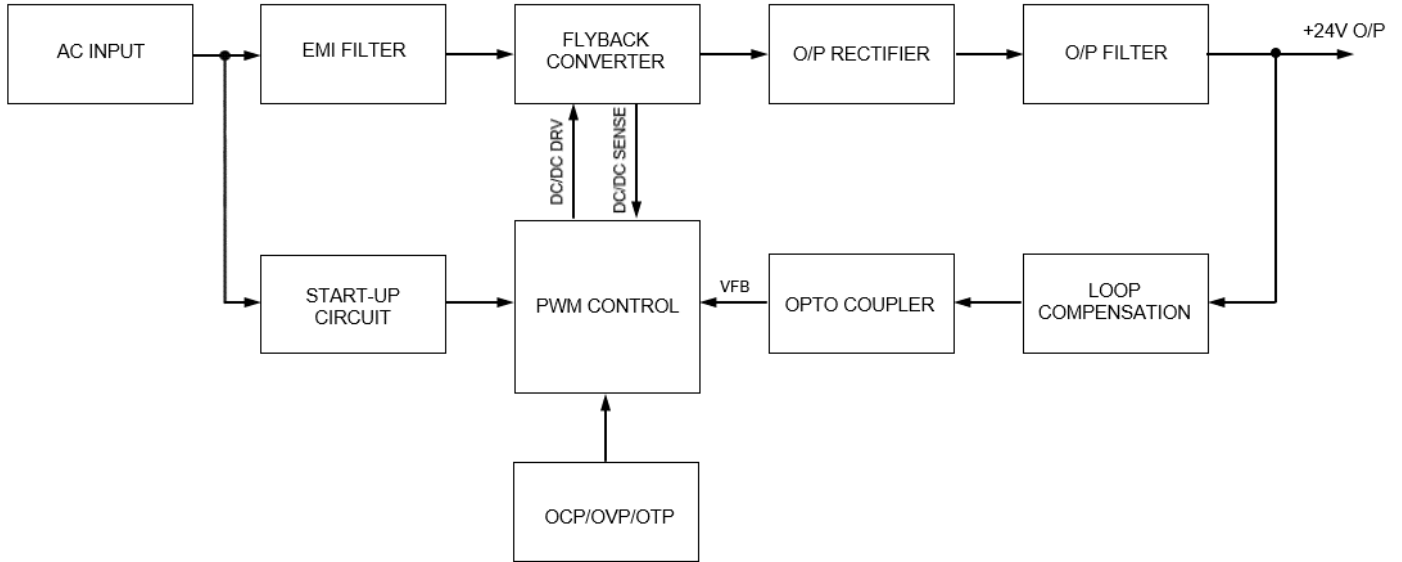 AC INPUT
EMI FILTER
FLYBACK
CONVERTER
O/P RECTIFIER
O/P FILTER
+24V O/P
DC/DC DRV
DC/DC SENSE
START-UP
CIRCUIT
PWM CONTROL
VFB
OPTO COUPLER
LOOP
COMPENSATION
OCP/OVP/OTP